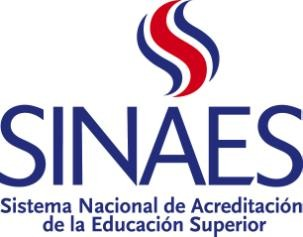 SINAES
Sistema Nacional de Acreditación
de la Educación Superior